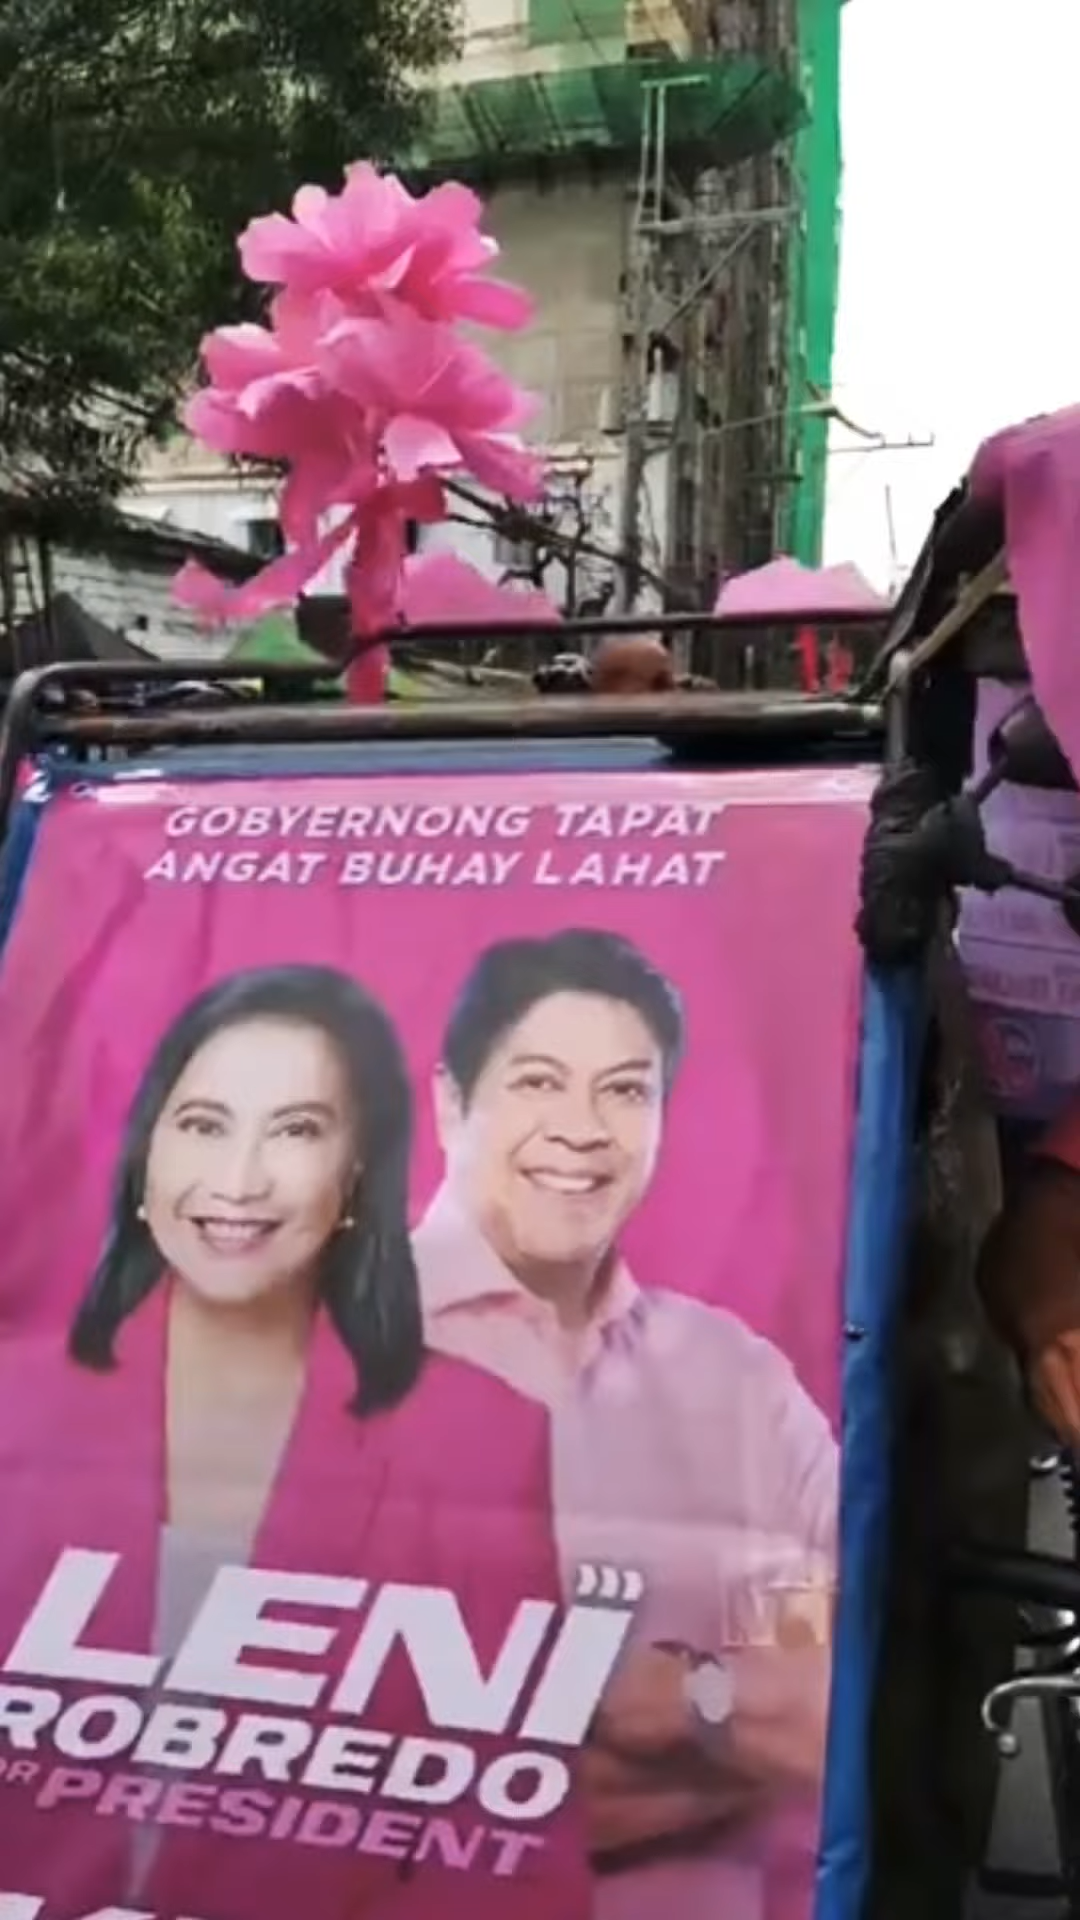 GOBYERNONG TAPAT
ANGAT BUHAY LAHAT
LENI
ROBREDO
PRESIDENT